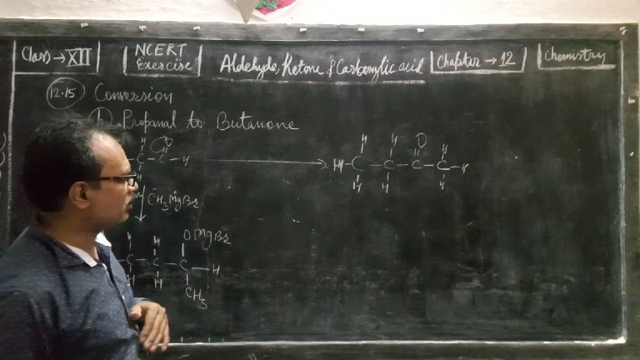 Class → XII
NCERT
Exercise
Aldehyde, Ketone & Carboxylic acid
Chapter → 12
Chemistry
12.15 Conversion
Propanal to Butanone
H O H H O H
C – C – H → H – C – C – C – C – H
H H H H
CH3MgBr
H H OMgBr
C – C – C – H
H H CH3